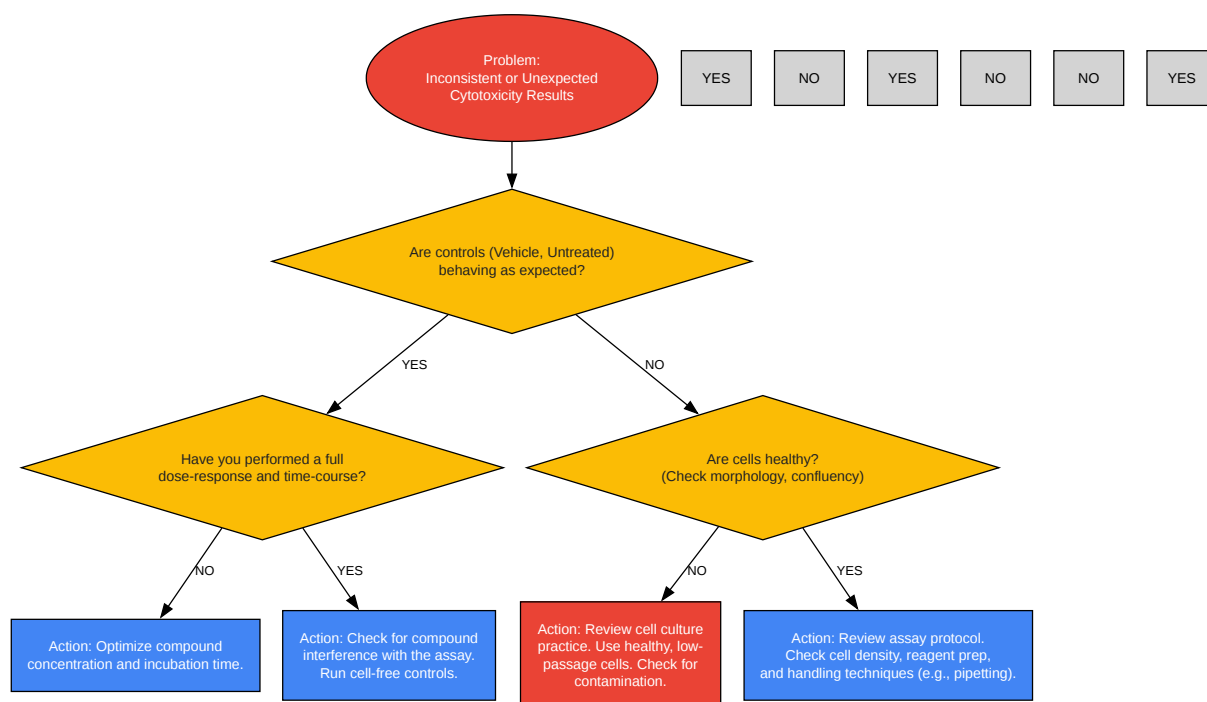 Problem:
Inconsistent or Unexpected
Cytotoxicity Results
YES
NO
YES
NO
NO
YES
Are controls (Vehicle, Untreated)
behaving as expected?
YES
NO
Have you performed a full
dose-response and time-course?
Are cells healthy?
(Check morphology, confluency)
NO
YES
NO
YES
Action: Optimize compound
concentration and incubation time.
Action: Check for compound
interference with the assay.
Run cell-free controls.
Action: Review cell culture
practice. Use healthy, low-
passage cells. Check for
contamination.
Action: Review assay protocol.
Check cell density, reagent prep,
and handling techniques (e.g., pipetting).